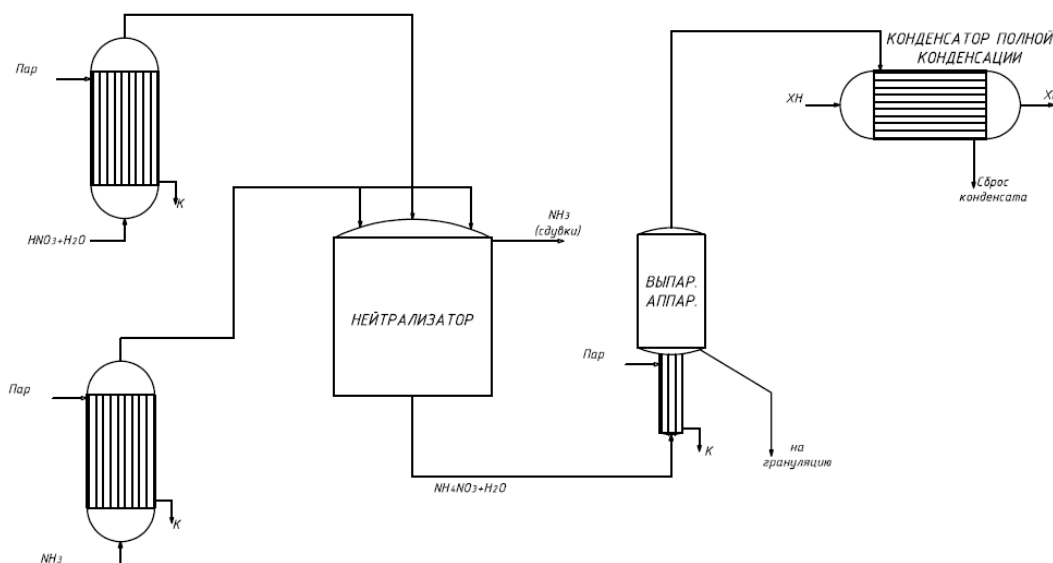 КОНДЕНСАТОР ПОЛНОЙ
КОНДЕНСАЦИИ
Пар
ХН
К
HNO3+H2O
NH3
(сдувки)
Сброс
конденсата
ВЫПАР.
АППАР.
НЕЙТРАЛИЗАТОР
Пар
Пар
К
на
грануляцию
NH4NO3+H2O
К
NH3